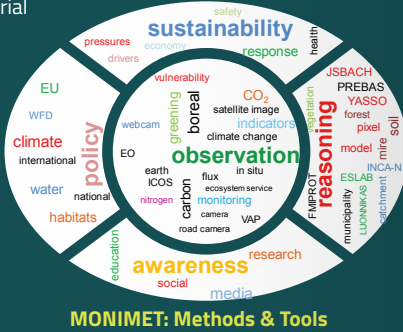 rial
safety
sustainability
pressures
economy
response
health
drivers
EU
WFD
climate
international
policy
water
national
habitats
vulnerability
greening
boreal
CO2
satellite image
webcam
indicators
climate change
EO
observation
earth
flux
in situ
ICOS
carbon
ecosystem service
nitrogen
monitoring
camera
VAP
road camera
vegetation
reasoning
FMIPROT
JSBACH
PREBAS
YASSO
forest
pixel
soil
model
mire
INCA-N
ESLAB
municipality
LUONNIKAS
catchment
education
awareness
research
social
media
MONIMET: Methods & Tools